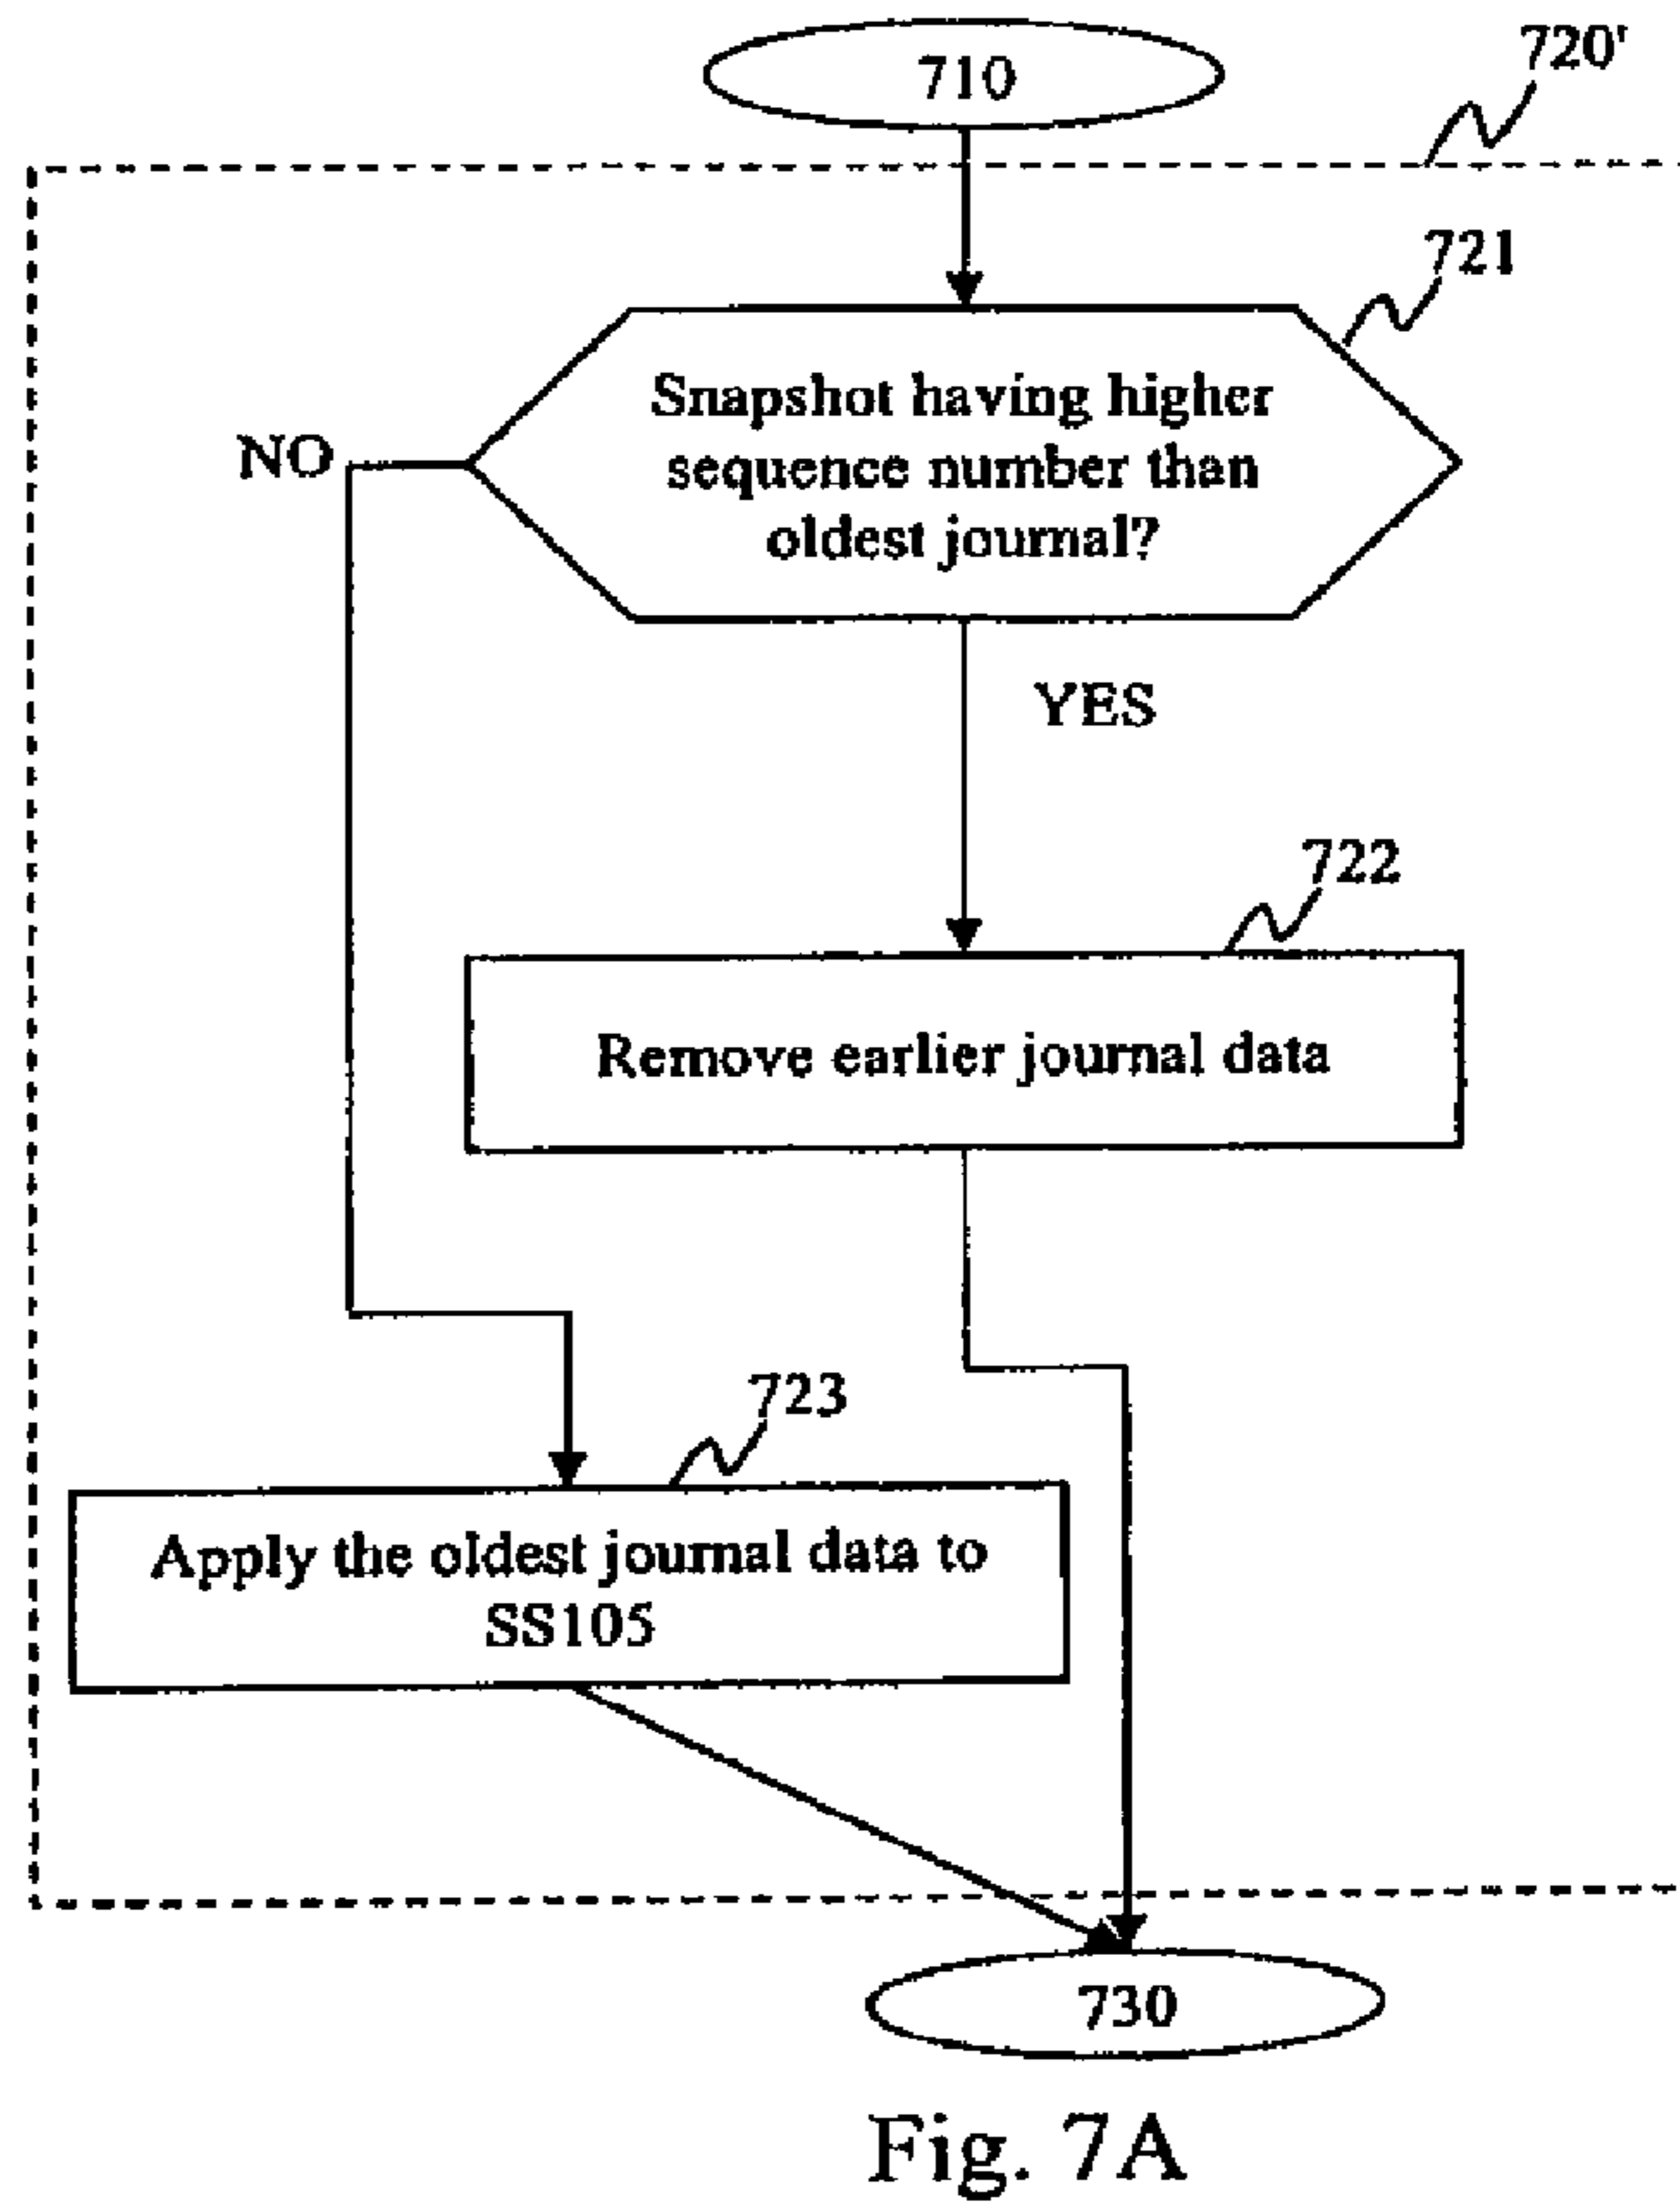 710
720'
721
Snapshot having higher
sequence number than
oldest journal?
NO
YES
722
Remove earlier journal data
723
Apply the oldest journal data to
SS105
730
Fig. 7A